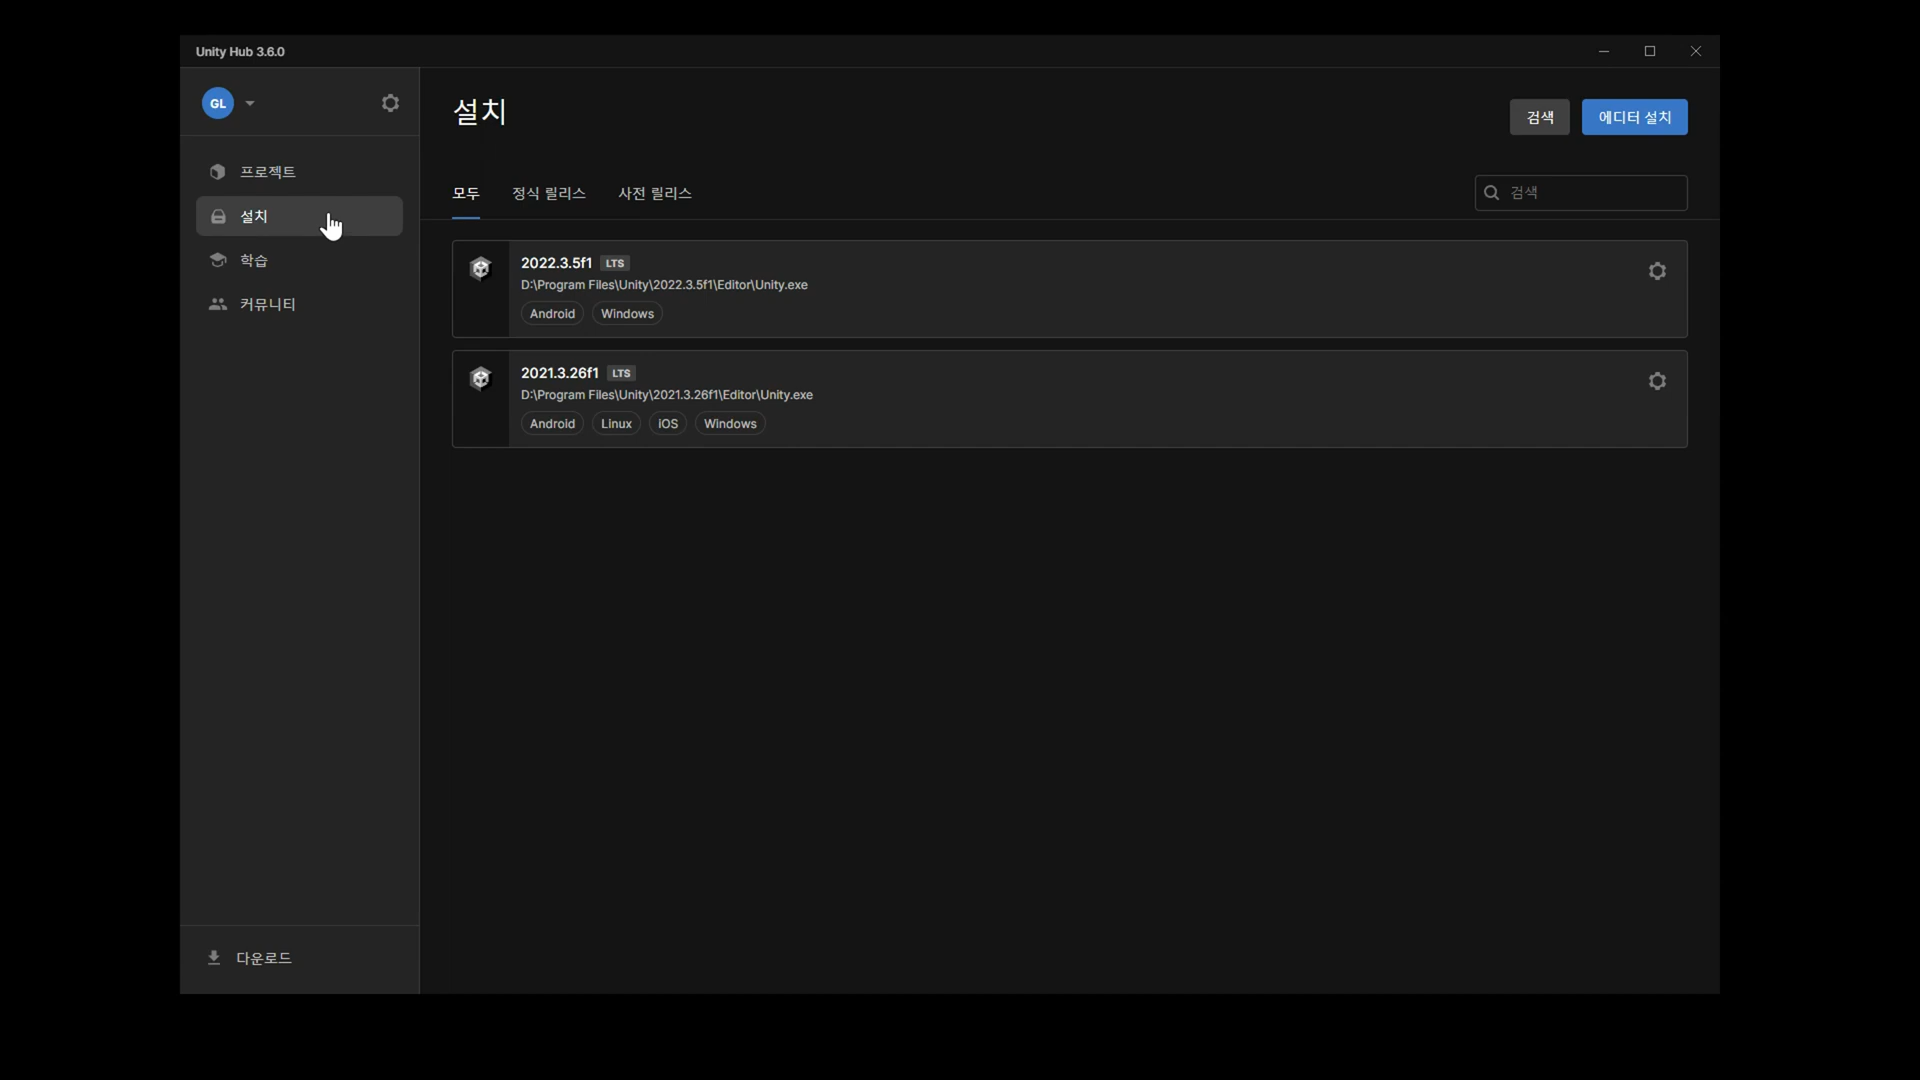 Unity Hub 3.6.0
GL
프로젝트
설치
학습
커뮤니티
다운로드
설치
검색
에디터 설치
모두
정식 릴리스
사전 릴리스
검색
2022.3.5f1 LTS
D:\Program Files\Unity\2022.3.5f1\Editor\Unity.exe
Android
Windows
2021.3.26f1 LTS
D:\Program Files\Unity\2021.3.26f1\Editor\Unity.exe
Android
Linux
iOS
Windows